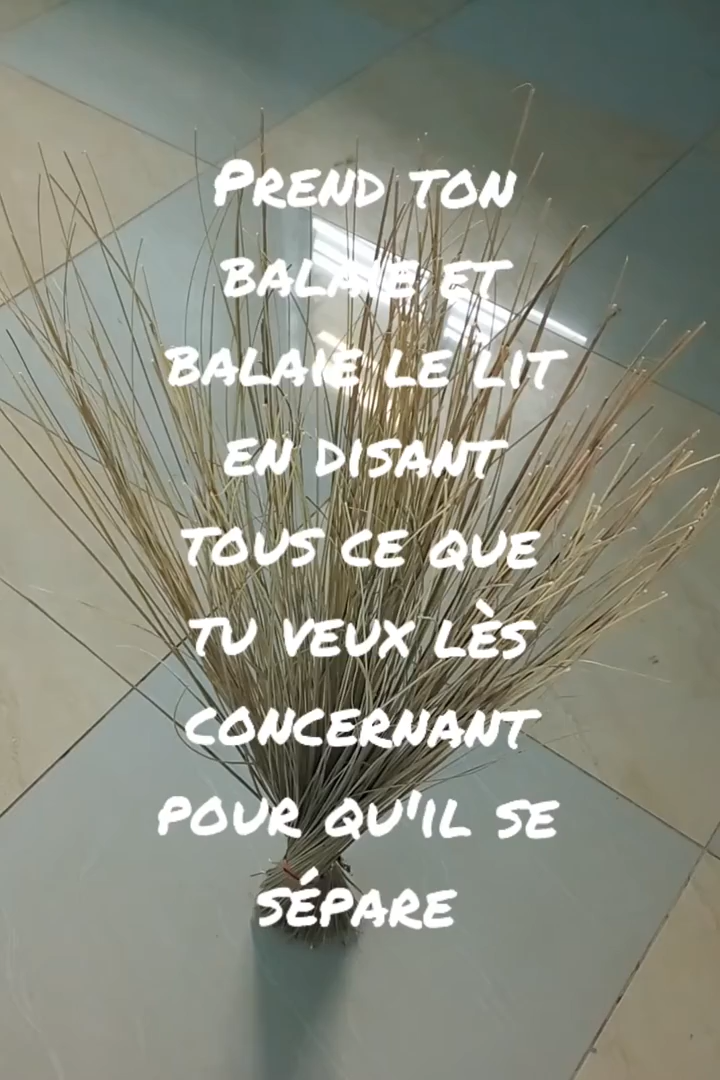 Prend ton
balaie et
balaie le lit
en disant
tous ce que
tu veux lès
concernant
pour qu'il se
sépare